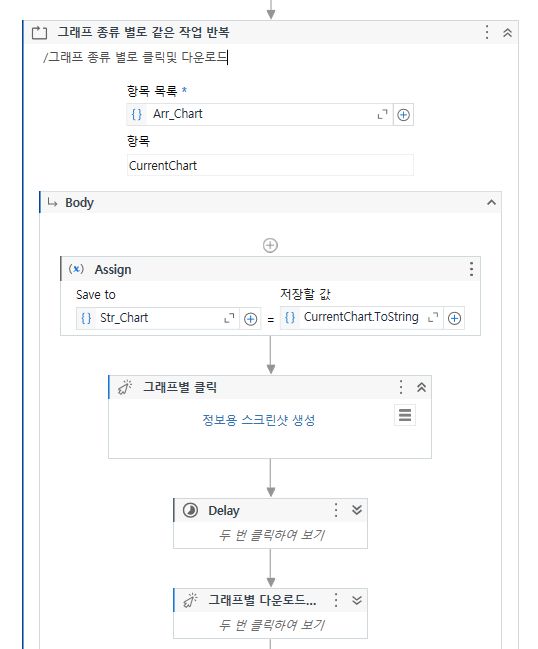 그래프 종류 별로 같은 작업 반복
/그래프 종류 별로 클릭및 다운로드
항목 목록 *
Arr_Chart
항목
CurrentChart
Body
(x) Assign
Save to
저장할 값
{} Str_Chart
=
{} CurrentChart.ToString
그래프별 클릭
정보용 스크린샷 생성
Delay
두 번 클릭하여 보기
그래프별 다운로드...
두 번 클릭하여 보기